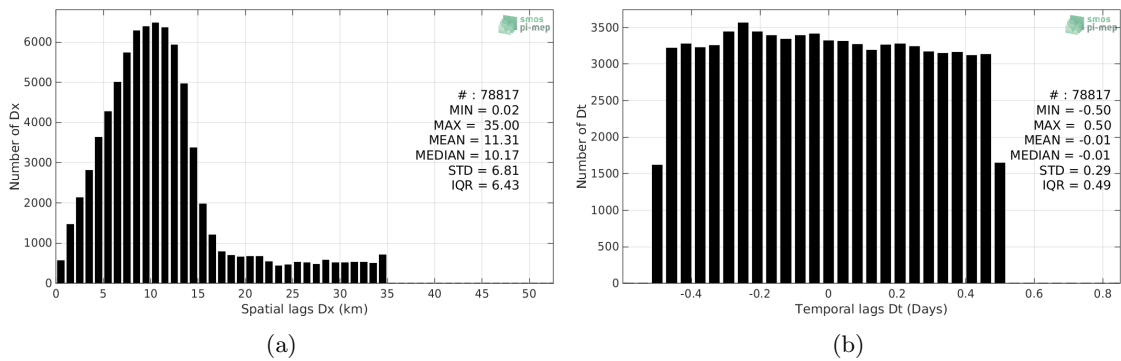 smos
pi-mep
# : 78817
MIN = 0.02
MAX = 35.00
MEAN = 11.31
MEDIAN = 10.17
STD = 6.81
IQR = 6.43
Number of Dx
6000
5000
4000
3000
2000
1000
0
0 5 10 15 20 25 30 35 40 45 50
Spatial lags Dx (km)
(a)
smos
pi-mep
# : 78817
MIN = -0.50
MAX = 0.50
MEAN = -0.01
MEDIAN = -0.01
STD = 0.29
IQR = 0.49
Number of Dt
3500
3000
2500
2000
1500
1000
500
0
-0.4 -0.2 0 0.2 0.4 0.6 0.8
Temporal lags Dt (Days)
(b)